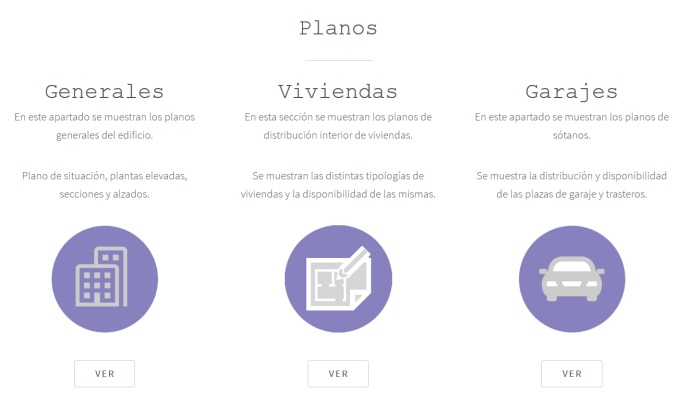 Planos
Generales
En este apartado se muestran los planos
generales del edificio.
Plano de situación, plantas elevadas,
secciones y alzados.
VER
Viviendas
En esta sección se muestran los planos de
distribución interior de viviendas.
Se muestran las distintas tipologías de
viviendas y la disponibilidad de las mismas.
VER
Garajes
En este apartado se muestran los planos de
sótanos.
Se muestra la distribución y disponibilidad
de las plazas de garaje y trasteros.
VER